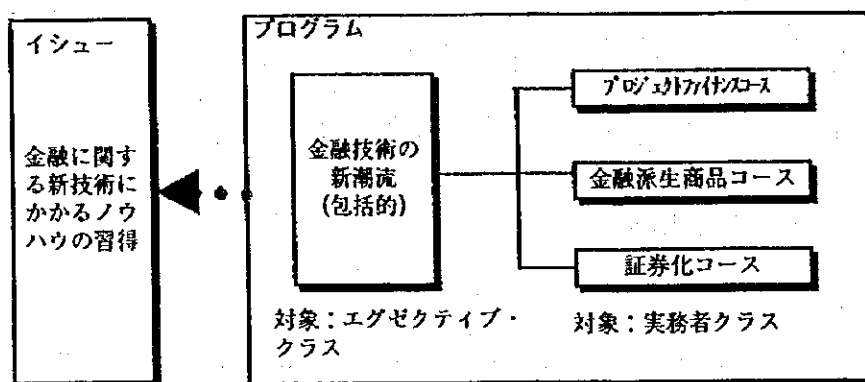 イシュー
金融に関す
る新技術に
かかるノウ
ハウの習得
プログラム
金融技術の
新潮流
(包括的)
対象：エグゼクティブ・
クラス
プロジェクトファイナンスコース
金融派生商品コース
証券化コース
対象：実務者クラス